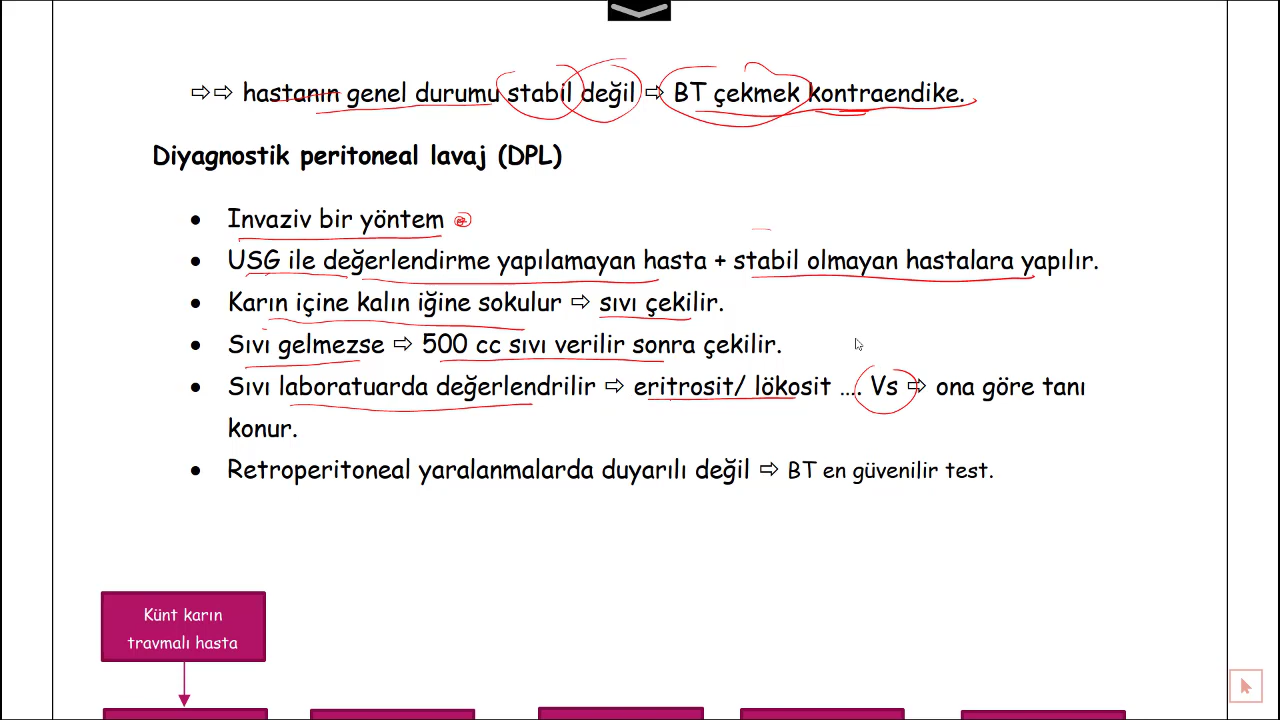 ⇨⇨ hastanın genel durumu stabil değil ⇨ BT çekmek kontraendike.
Diyagnostik peritoneal lavaj (DPL)
• Invaziv bir yöntem
• USG ile değerlendirme yapılamayan hasta + stabil olmayan hastalara yapılır.
• Karın içine kalın iğine sokulur ⇨ sıvı çekilir.
• Sıvı gelmezse ⇨ 500 cc sıvı verilir sonra çekilir.
• Sıvı laboratuarda değerlendrilir ⇨ eritrosit/ lökosit .... Vs ⇨ ona göre tanı
konur.
• Retroperitoneal yaralanmalarda duyarılı değil ⇨ BT en güvenilir test.
Künt karın
travmalı hasta